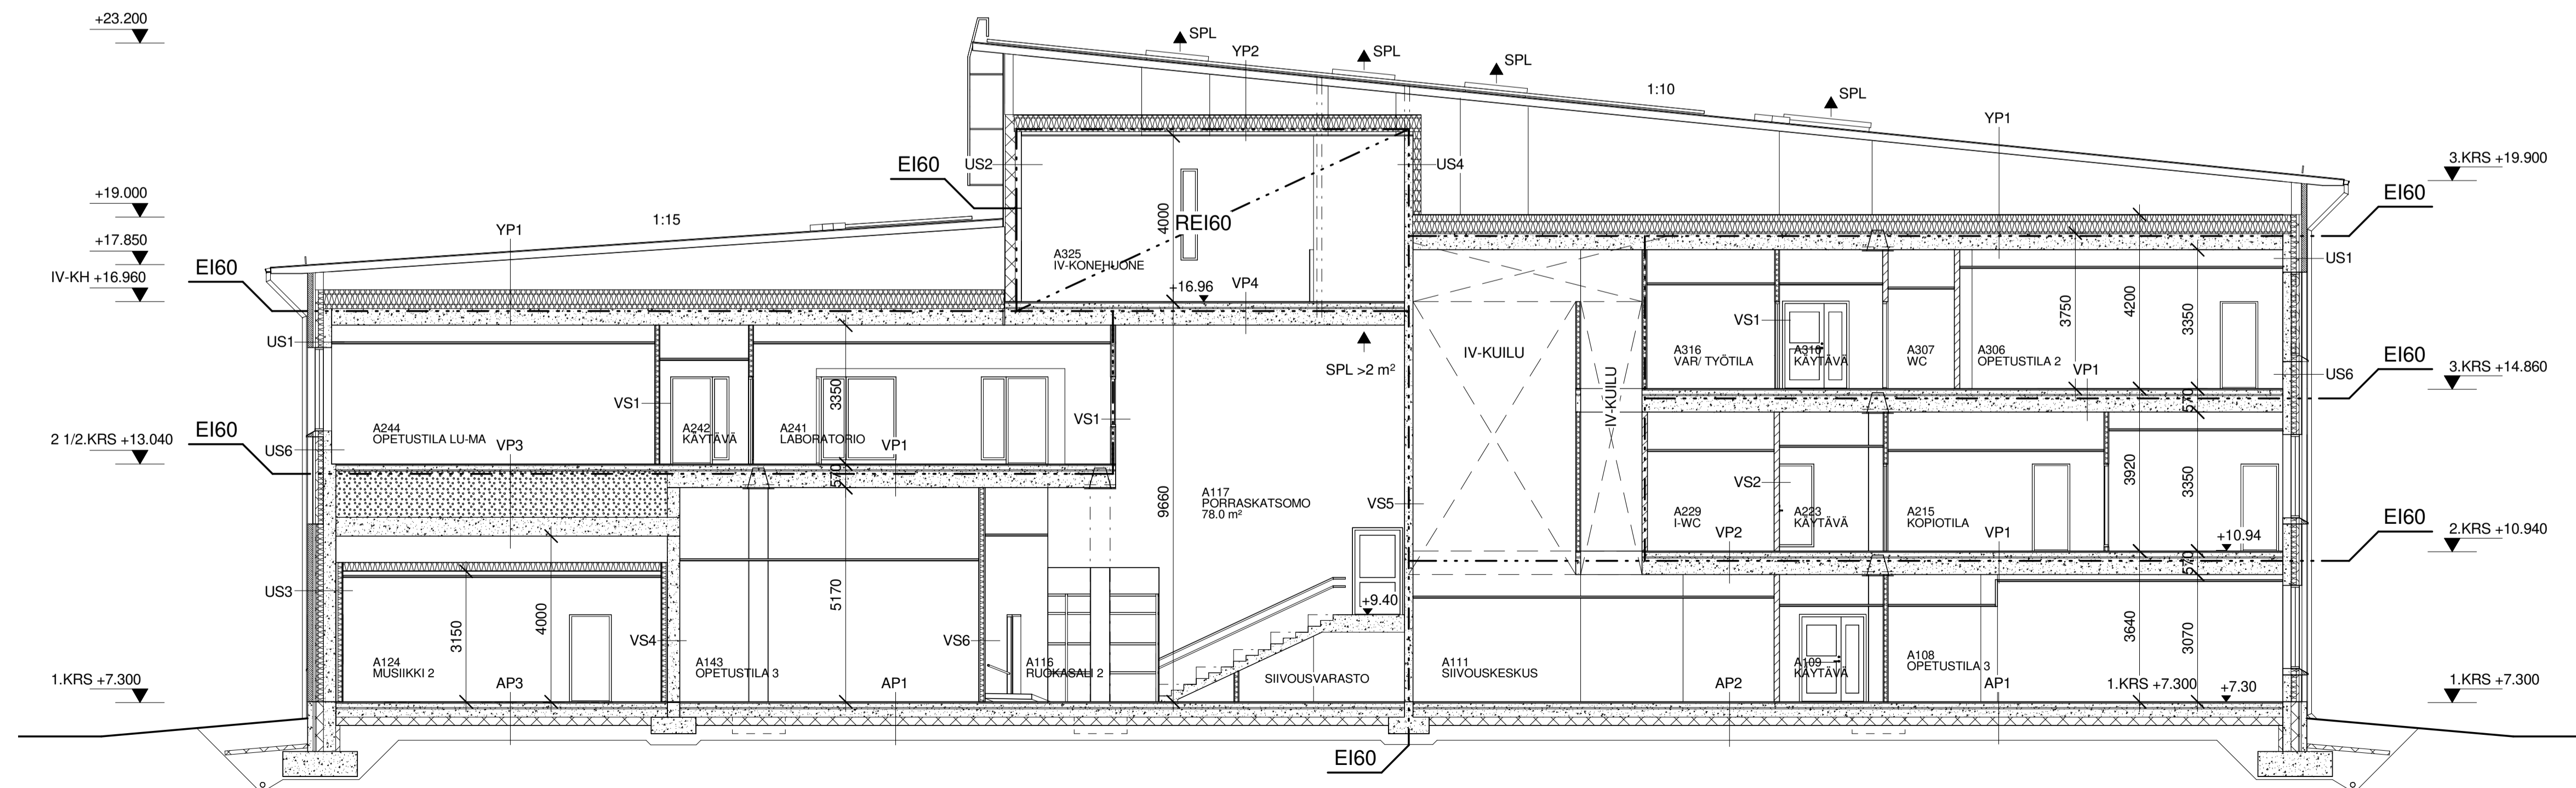 +23.200
SPL
YP2
SPL
SPL
1:10
SPL
YP1
3.KRS +19.900
EI60
EI60
US2
US4
+19.000
1:15
YP1
4000
REI60
+17.850
IV-KH +16.960
EI60
A325
IV-KONEHUONE
+16.96
VP4
US1
3750
4200
3350
US1
VS1
IV-KUILU
IV-KUILU
SPL >2 m²
A316
VAR/ TYÖTILA
A318
KÄYTÄVÄ
A307
WC
A306
OPETUSTILA 2
VP1
US6
EI60
3.KRS +14.860
570
VS1
3350
VS1
2 1/2.KRS +13.040
EI60
US6
A244
OPETUSTILA LU-MA
VP3
A242
KÄYTÄVÄ
A241
LABORATORIO
VP1
570
9660
A117
PORRASKATSOMO
78.0 m²
VS5
VS2
A229
I-WC
VP2
A223
KÄYTÄVÄ
A215
KOPIOTILA
VP1
3920
3350
+10.94
EI60
2.KRS +10.940
570
US3
3150
4000
VS4
5170
VS6
+9.40
3640
3070
A124
MUSIIKKI 2
A143
OPETUSTILA 3
A116
RUOKASALI 2
SIIVOUSVARASTO
A111
SIIVOUSKESKUS
A109
KÄYTÄVÄ
A108
OPETUSTILA 3
1.KRS +7.300
AP3
AP1
AP2
AP1
1.KRS +7.300
+7.30
1.KRS +7.300
EI60